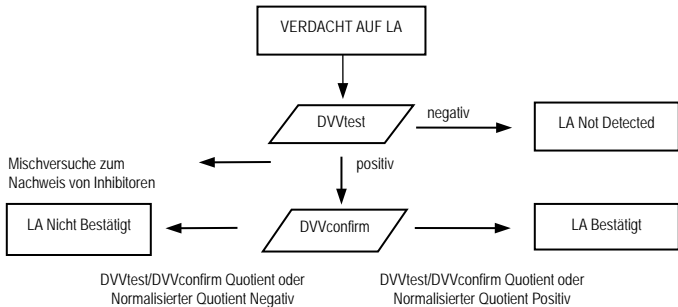 VERDACHT AUF LA
DVVtest
negativ
LA Not Detected
Mischversuche zum
Nachweis von Inhibitoren
positiv
LA Nicht Bestätigt
DVVconfirm
LA Bestätigt
DVVtest/DVVconfirm Quotient oder
Normalisierter Quotient Negativ
DVVtest/DVVconfirm Quotient oder
Normalisierter Quotient Positiv